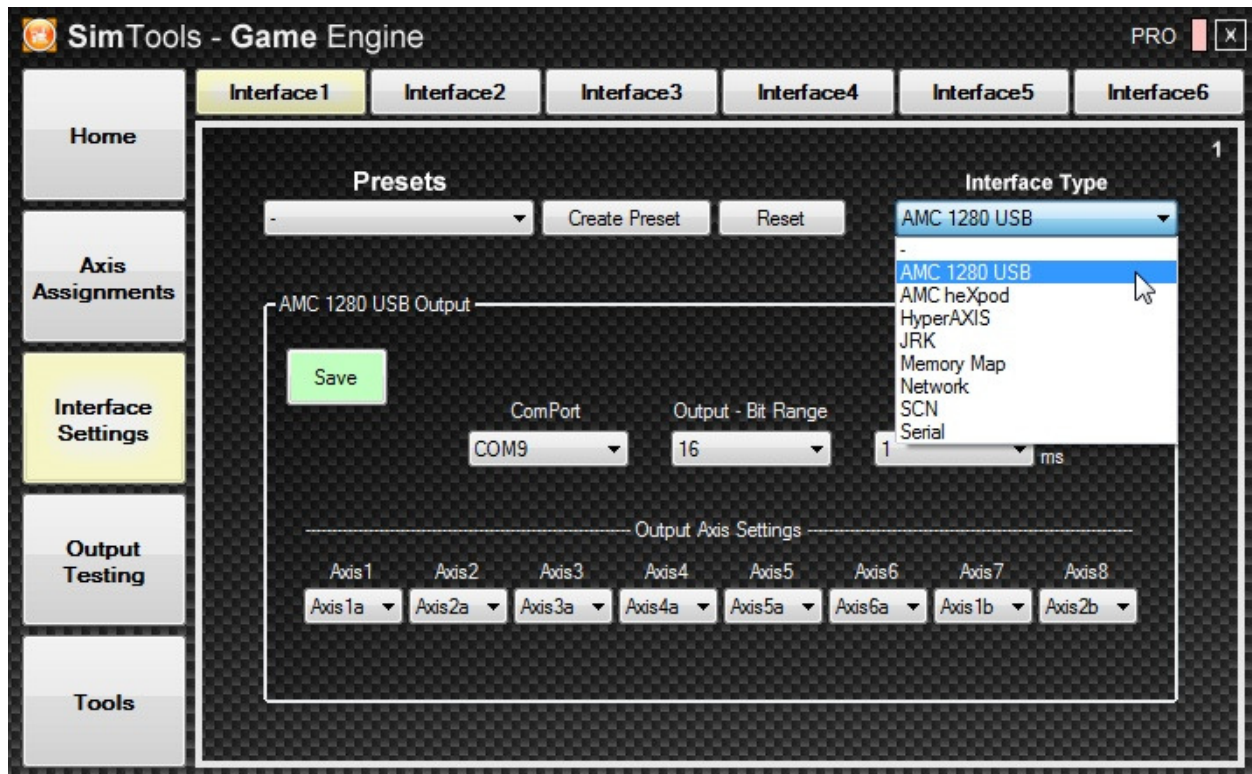 SimTools - Game Engine
PRO
X
Home
Axis
Assignments
Interface
Settings
Output
Testing
Tools
Interface1 Interface2 Interface3 Interface4 Interface5 Interface6
1
Presets
Interface Type
-
Create Preset
Reset
AMC 1280 USB
-
AMC 1280 USB
AMC heXpod
HyperAXIS
JRK
Memory Map
Network
SCN
Serial
AMC 1280 USB Output
Save
ComPort
Output - Bit Range
COM9
16
1
ms
Output Axis Settings
Axis1 Axis2 Axis3 Axis4 Axis5 Axis6 Axis7 Axis8
Axis1a Axis2a Axis3a Axis4a Axis5a Axis6a Axis1b Axis2b